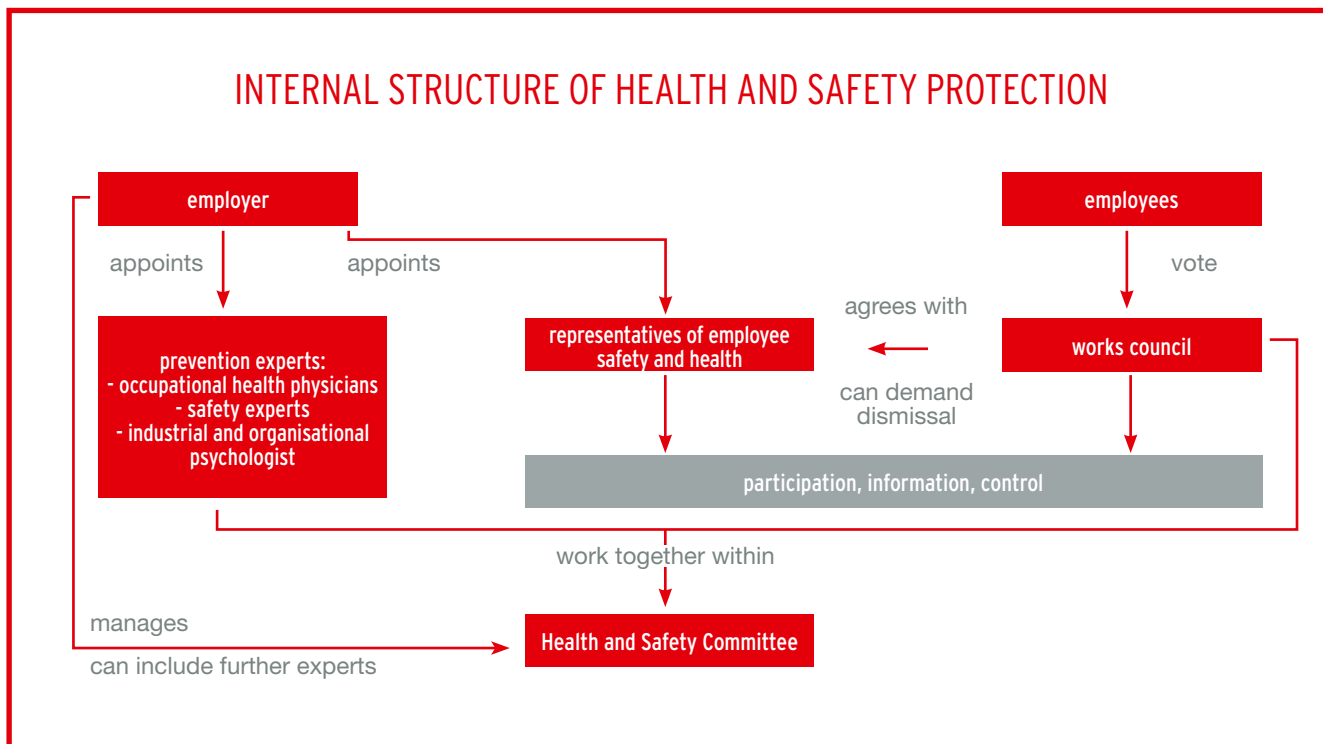 INTERNAL STRUCTURE OF HEALTH AND SAFETY PROTECTION
employer
employees
appoints
appoints
vote
prevention experts:
- occupational health physicians
- safety experts
- industrial and organisational
psychologist
representatives of employee
safety and health
agrees with
can demand
dismissal
works council
participation, information, control
work together within
manages
can include further experts
Health and Safety Committee